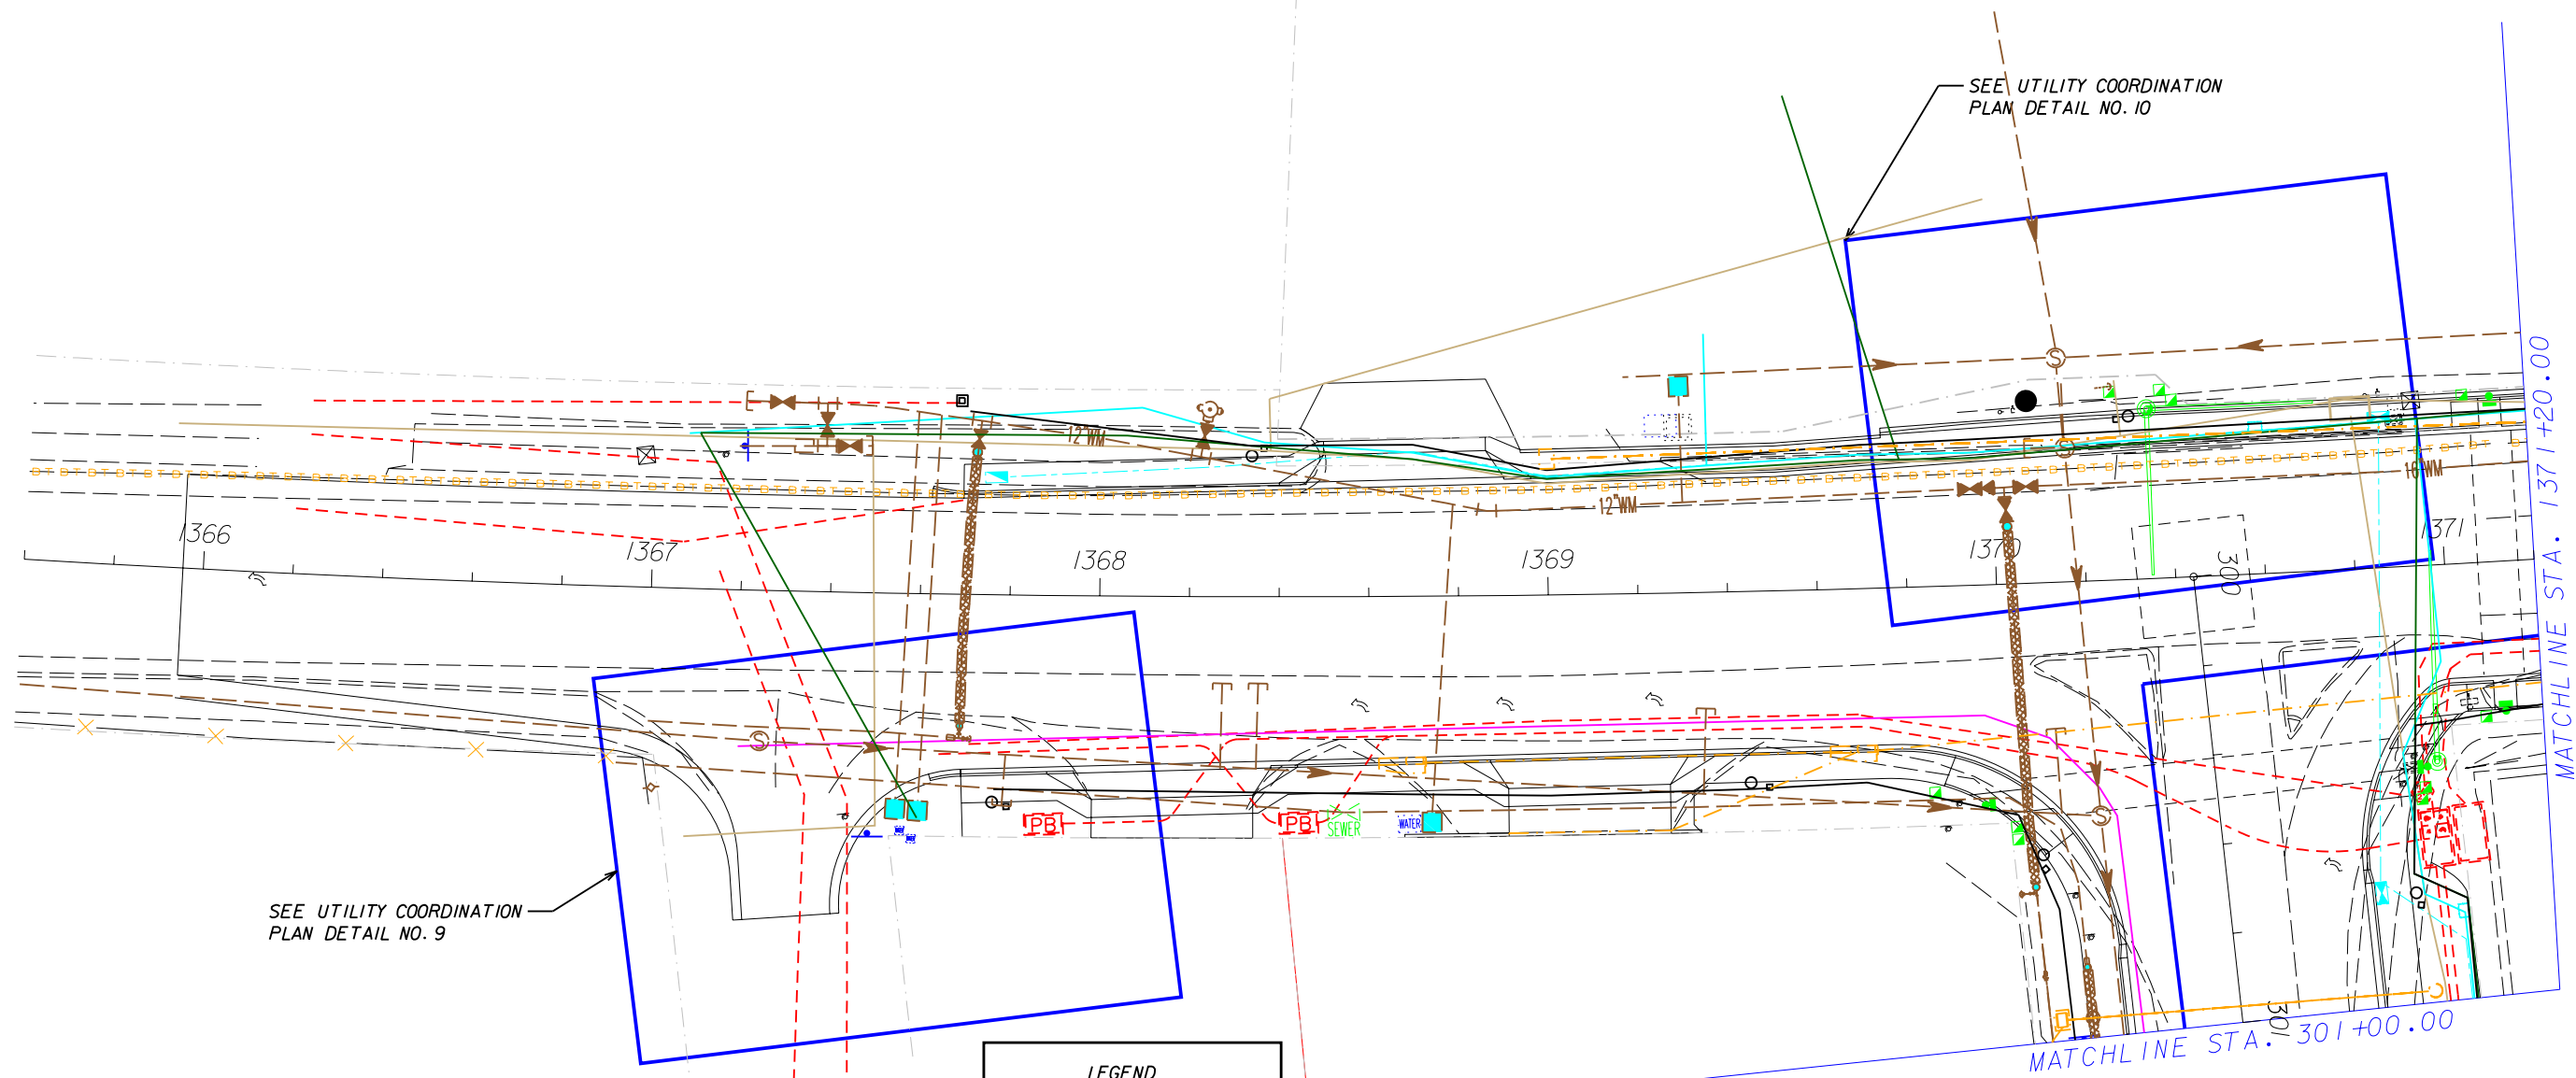 SEE UTILITY COORDINATION
PLAN DETAIL NO. 10
MATCHLINE STA. 1371+20.00
12"WM
12"WM
16"WM
1366
1367
1368
1369
1370
1371
300
S
S
S
S
PB
PB
SEWER
WATER
SEE UTILITY COORDINATION
PLAN DETAIL NO. 9
301
MATCHLINE STA. 301+00.00
LEGEND